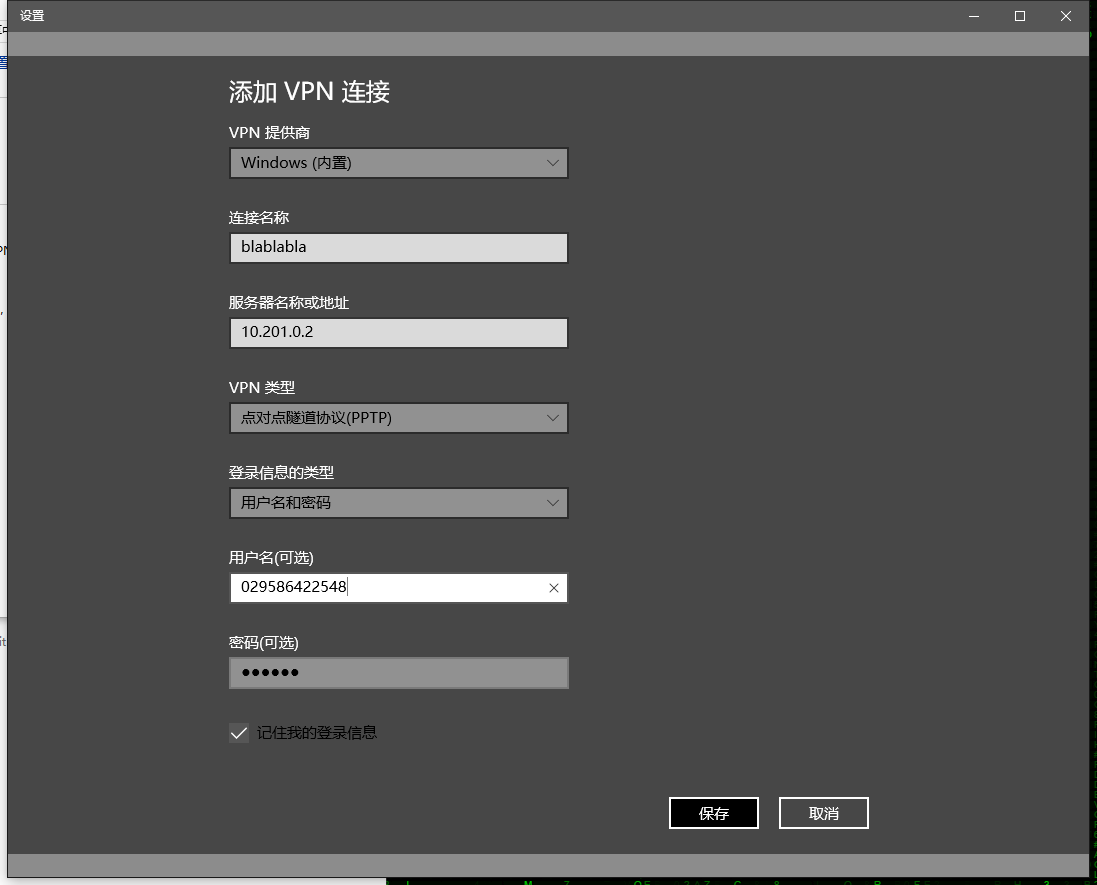 设置
添加 VPN 连接
VPN 提供商
Windows (内置)
连接名称
blablabla
服务器名称或地址
10.201.0.2
VPN 类型
点对点隧道协议(PPTP)
登录信息的类型
用户名和密码
用户名(可选)
029586422548
密码(可选)
●●●●●●
记住我的登录信息
保存
取消